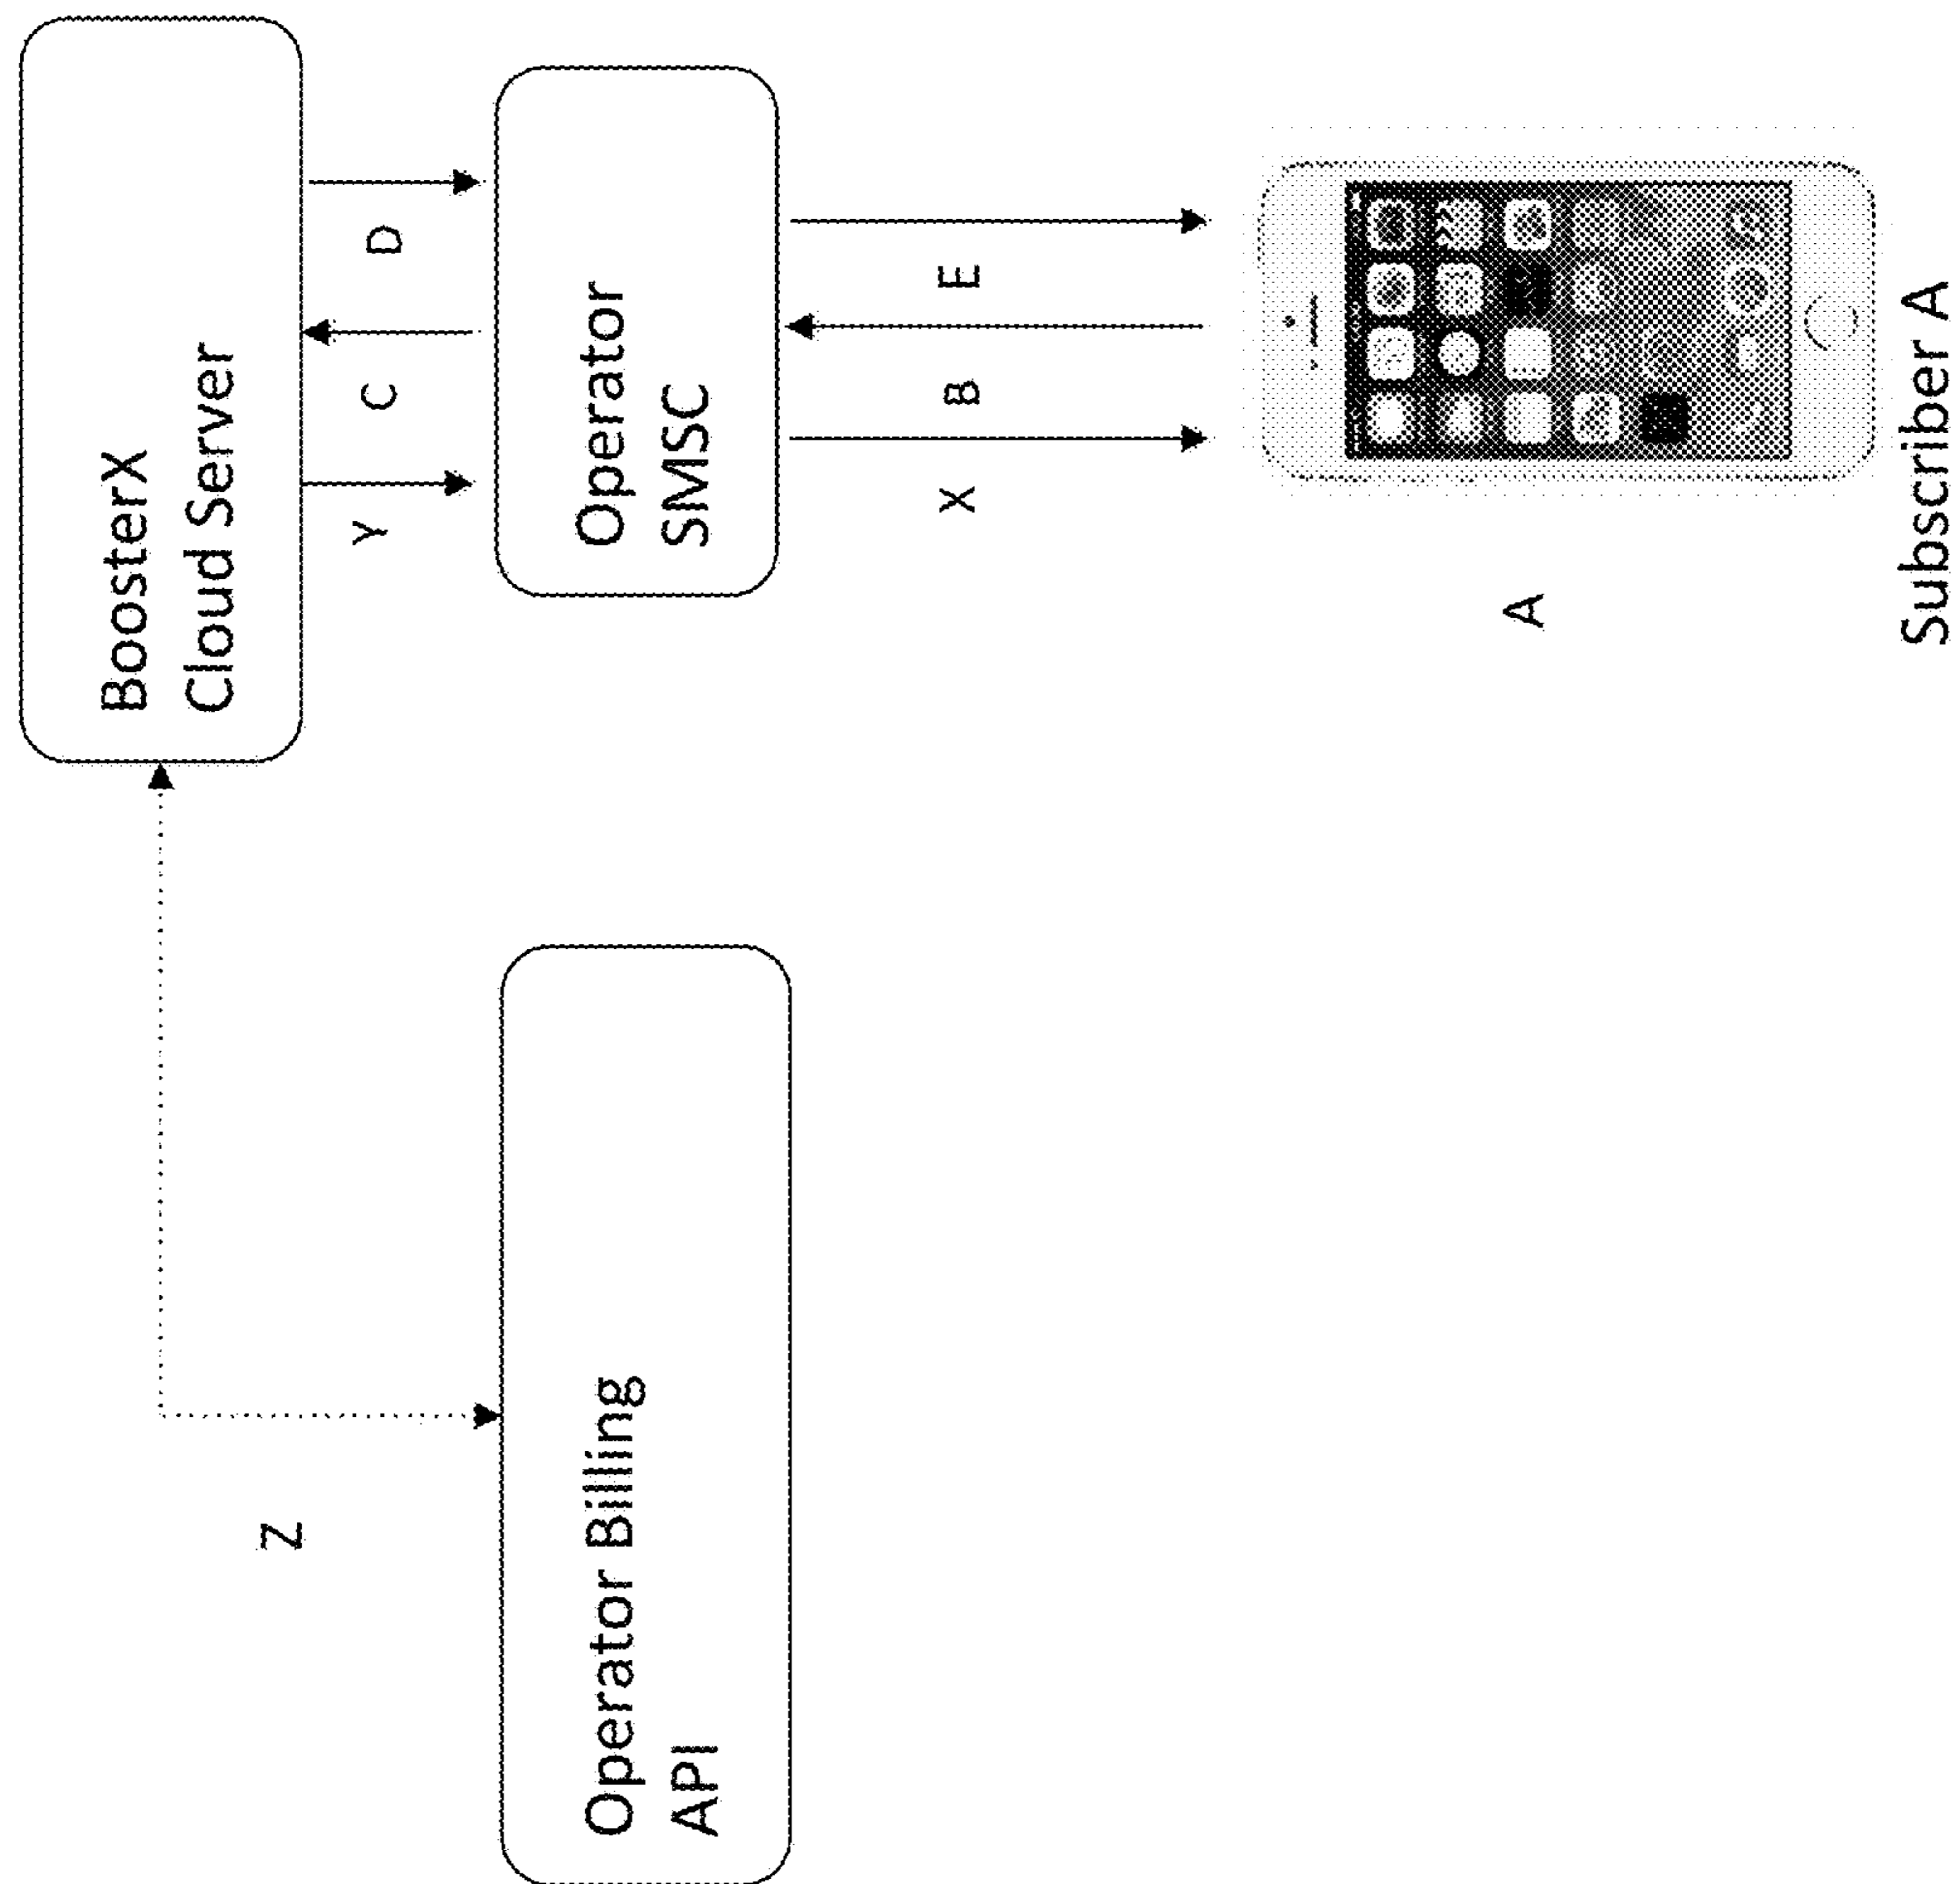 BoosterX
Cloud Server
Z
Y
C
D
Operator Billing
API
Operator
SMSC
X
B
E
A
Subscriber A